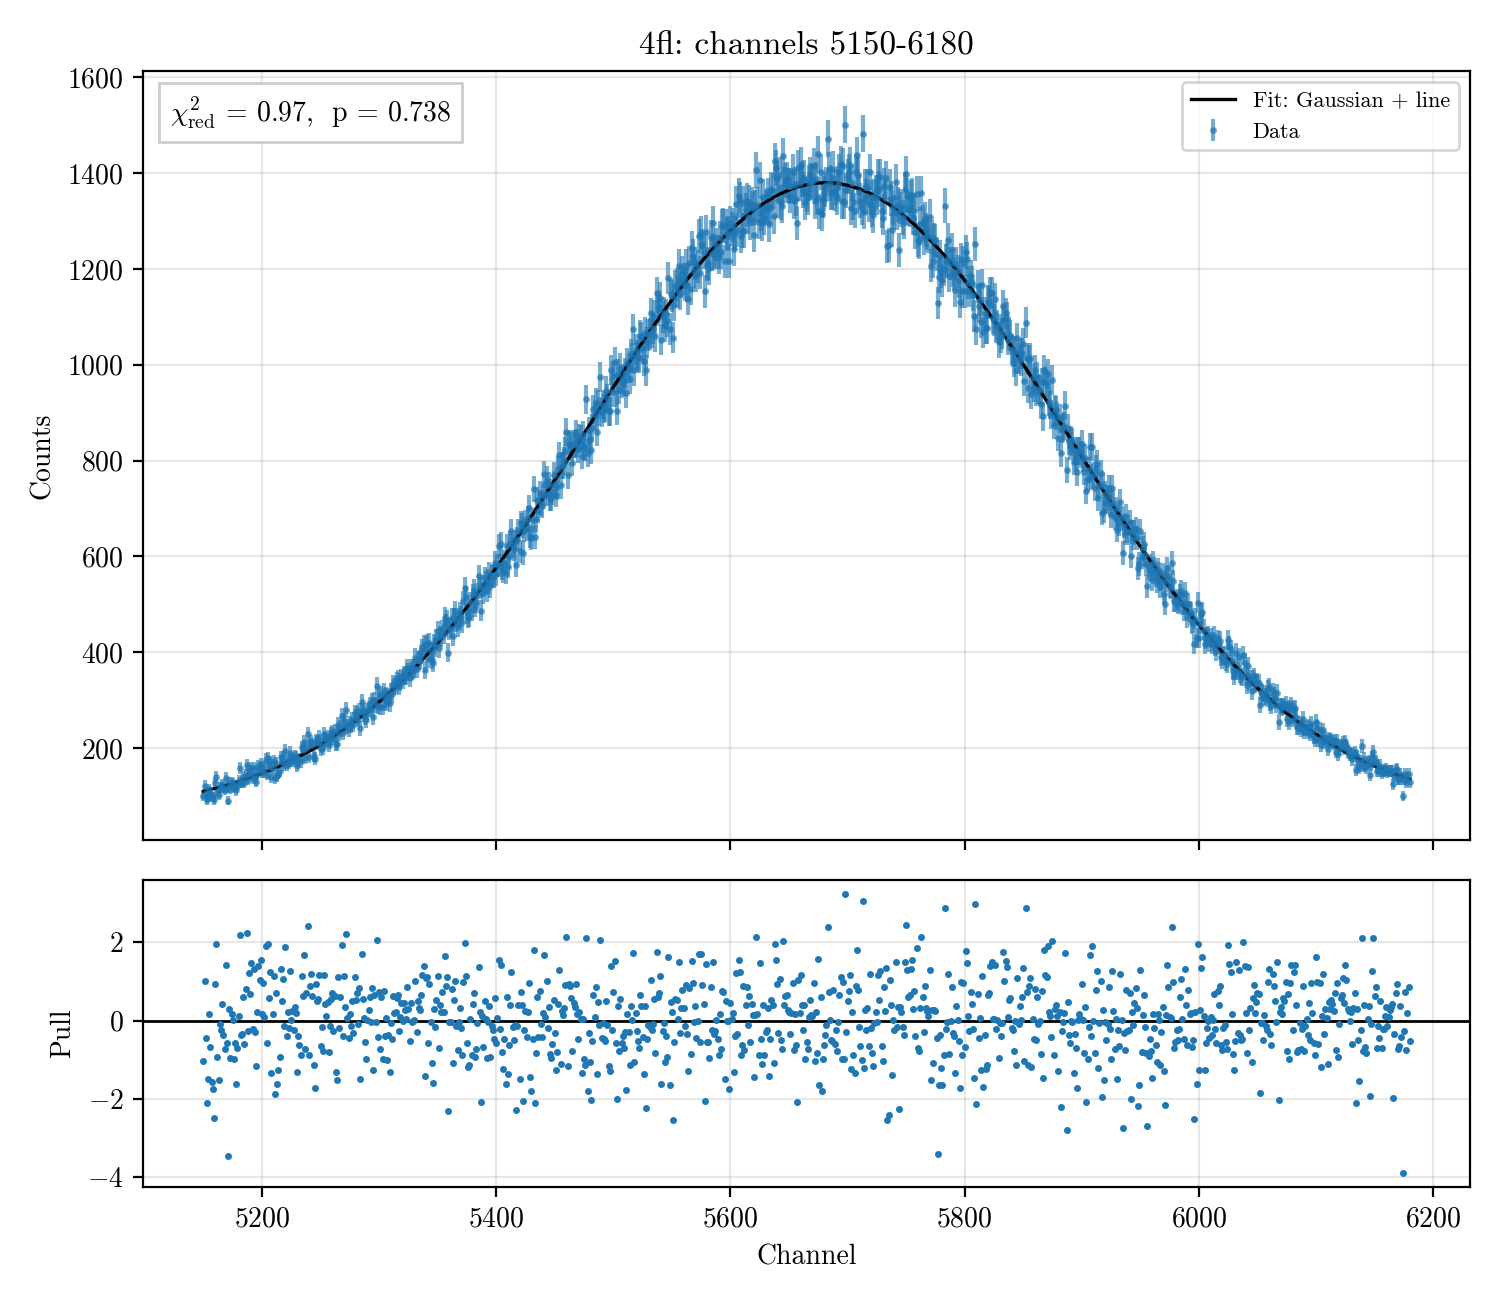 4fl: channels 5150-6180
χ²red = 0.97, p = 0.738
Fit: Gaussian + line
Data
1600
1400
1200
1000
800
600
400
200
Counts
2
0
−2
−4
Pull
5200 5400 5600 5800 6000 6200
Channel